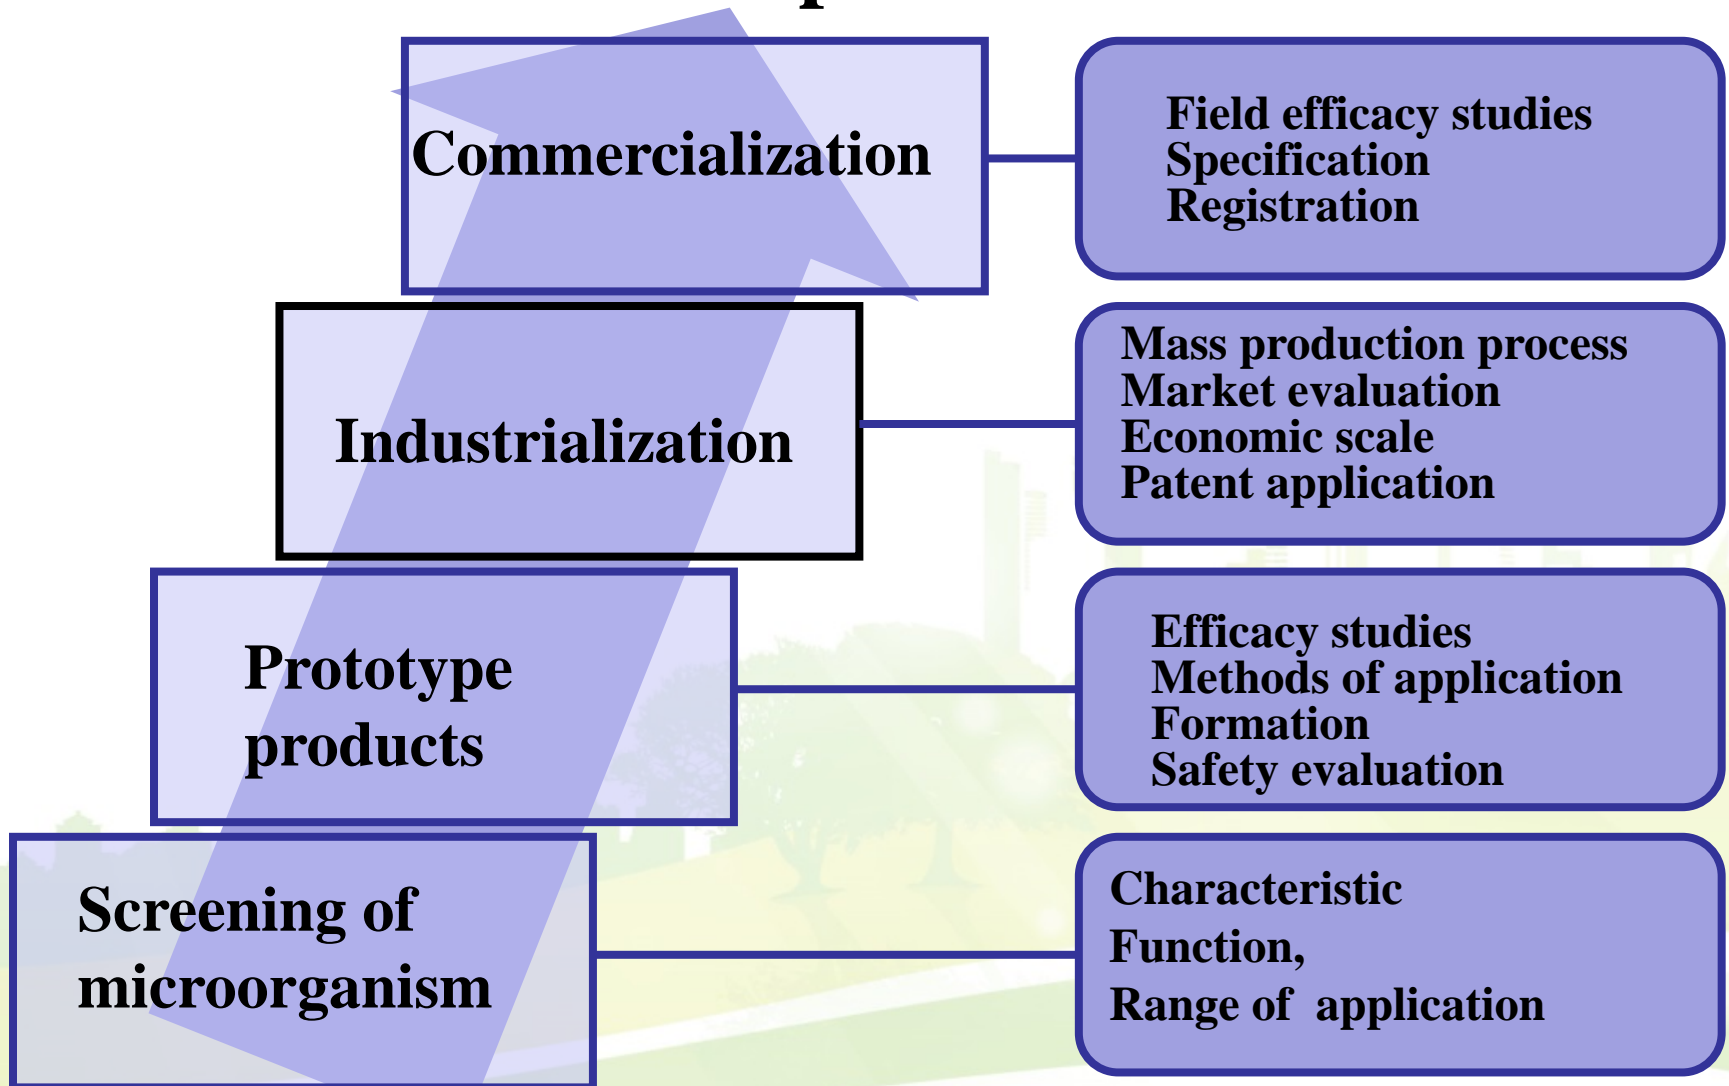 Commercialization
Field efficacy studies
Specification
Registration
Industrialization
Mass production process
Market evaluation
Economic scale
Patent application
Prototype
products
Efficacy studies
Methods of application
Formation
Safety evaluation
Screening of
microorganism
Characteristic
Function,
Range of application